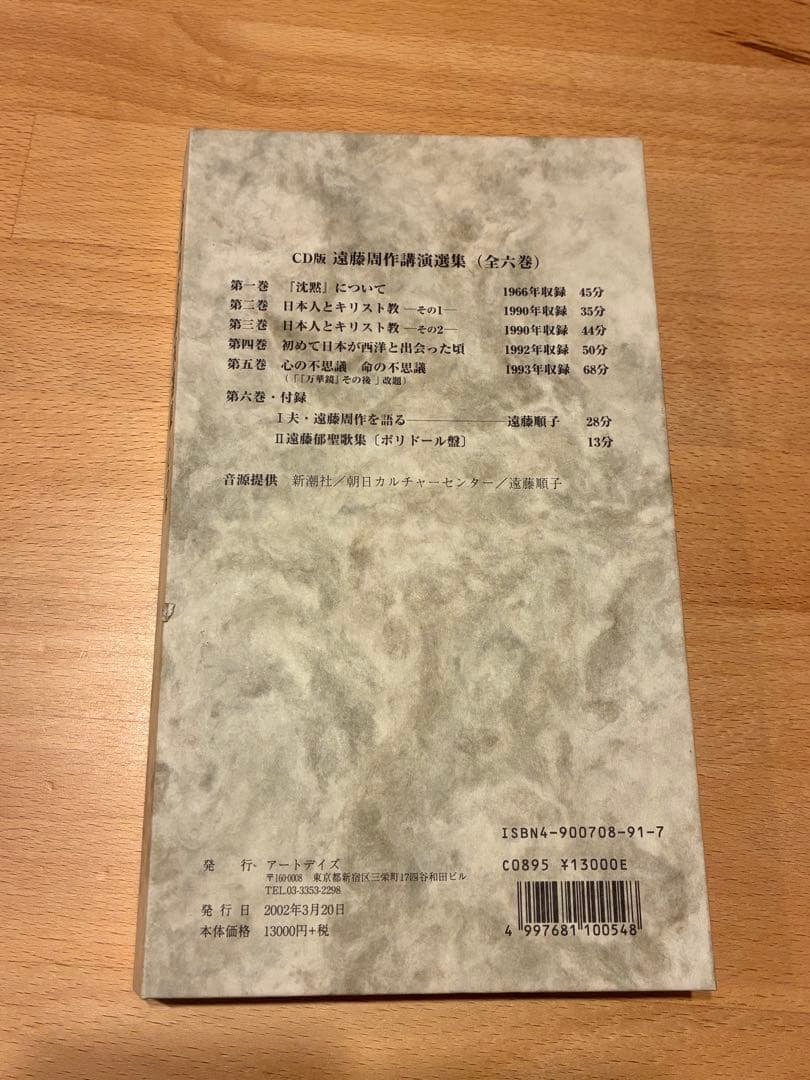 CD版 遠藤周作講演選集（全六巻）
第一巻 『沈黙』について 1966年収録 45分
第二巻 日本人とキリスト教 ―その1― 1990年収録 35分
第三巻 日本人とキリスト教 ―その2― 1990年収録 44分
第四巻 初めて日本が西洋と出会った頃 1992年収録 50分
第五巻 心の不思議 命の不思議 1993年収録 68分
（「『万華鏡』その後」改題）
第六巻・付録
Ⅰ夫・遠藤周作を語る――――――遠藤順子 28分
Ⅱ遠藤郁聖歌集〔ポリドール盤〕 13分
音源提供 新潮社／朝日カルチャーセンター／遠藤順子
ISBN4-900708-91-7
C0895 ¥13000E
発 行 アートデイズ
〒160-0008 東京都新宿区三栄町17四谷和田ビル
TEL.03-3353-2298
発行日 2002年3月20日
本体価格 13000円+税
4 997681 100548